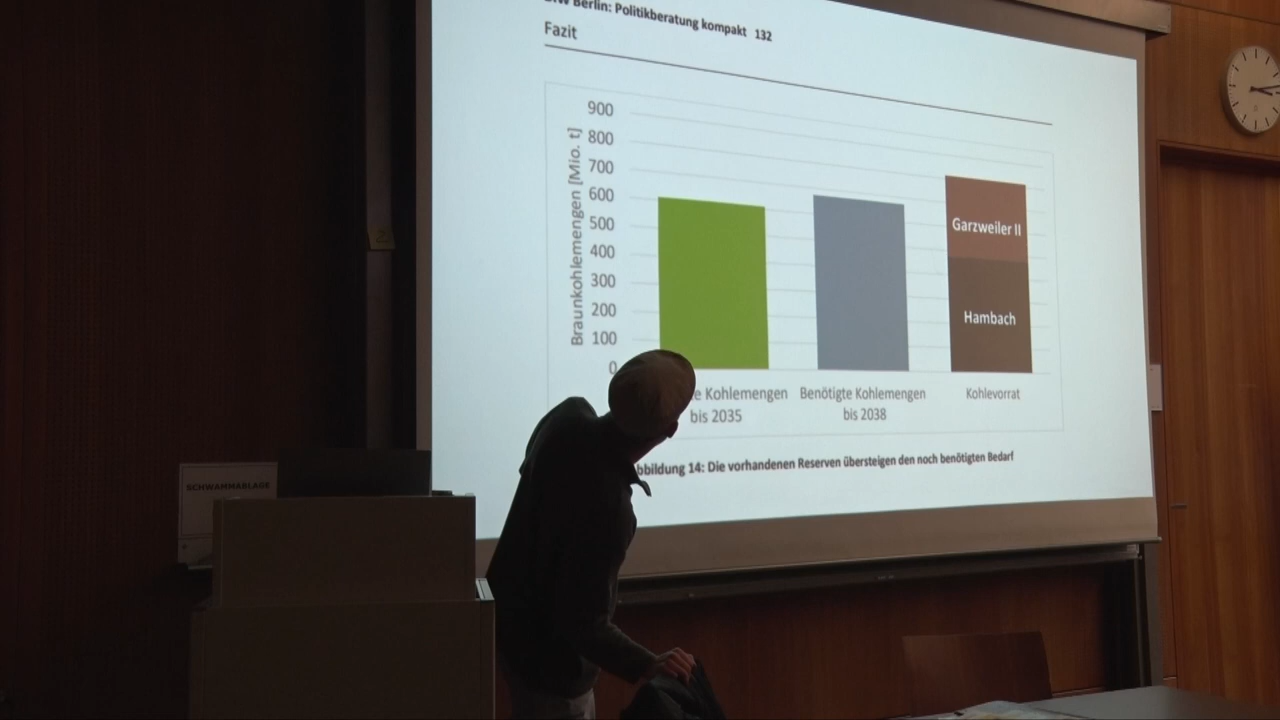 Berlin: Politikberatung kompakt 132
Fazit
Braunkohlemengen [Mio. t]
900
800
700
600
500
400
300
200
100
0
Garzweiler II
Hambach
Kohlemengen
bis 2035
Benötigte Kohlemengen
bis 2038
Kohlevorrat
bbildung 14: Die vorhandenen Reserven übersteigen den noch benötigten Bedarf
SCHWAMMABLAGE